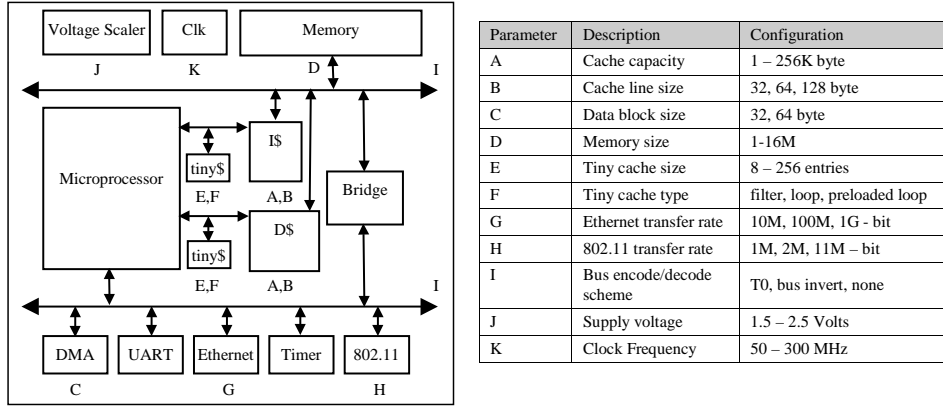 Voltage Scaler
Clk
Memory
J
K
D
I
I$
tiny$
Microprocessor
E,F
A,B
Bridge
D$
tiny$
E,F
A,B
I
DMA
UART
Ethernet
Timer
802.11
C
G
H
Parameter Description Configuration
A Cache capacity 1 – 256K byte
B Cache line size 32, 64, 128 byte
C Data block size 32, 64 byte
D Memory size 1-16M
E Tiny cache size 8 – 256 entries
F Tiny cache type filter, loop, preloaded loop
G Ethernet transfer rate 10M, 100M, 1G - bit
H 802.11 transfer rate 1M, 2M, 11M – bit
I Bus encode/decode
scheme T0, bus invert, none
J Supply voltage 1.5 – 2.5 Volts
K Clock Frequency 50 – 300 MHz